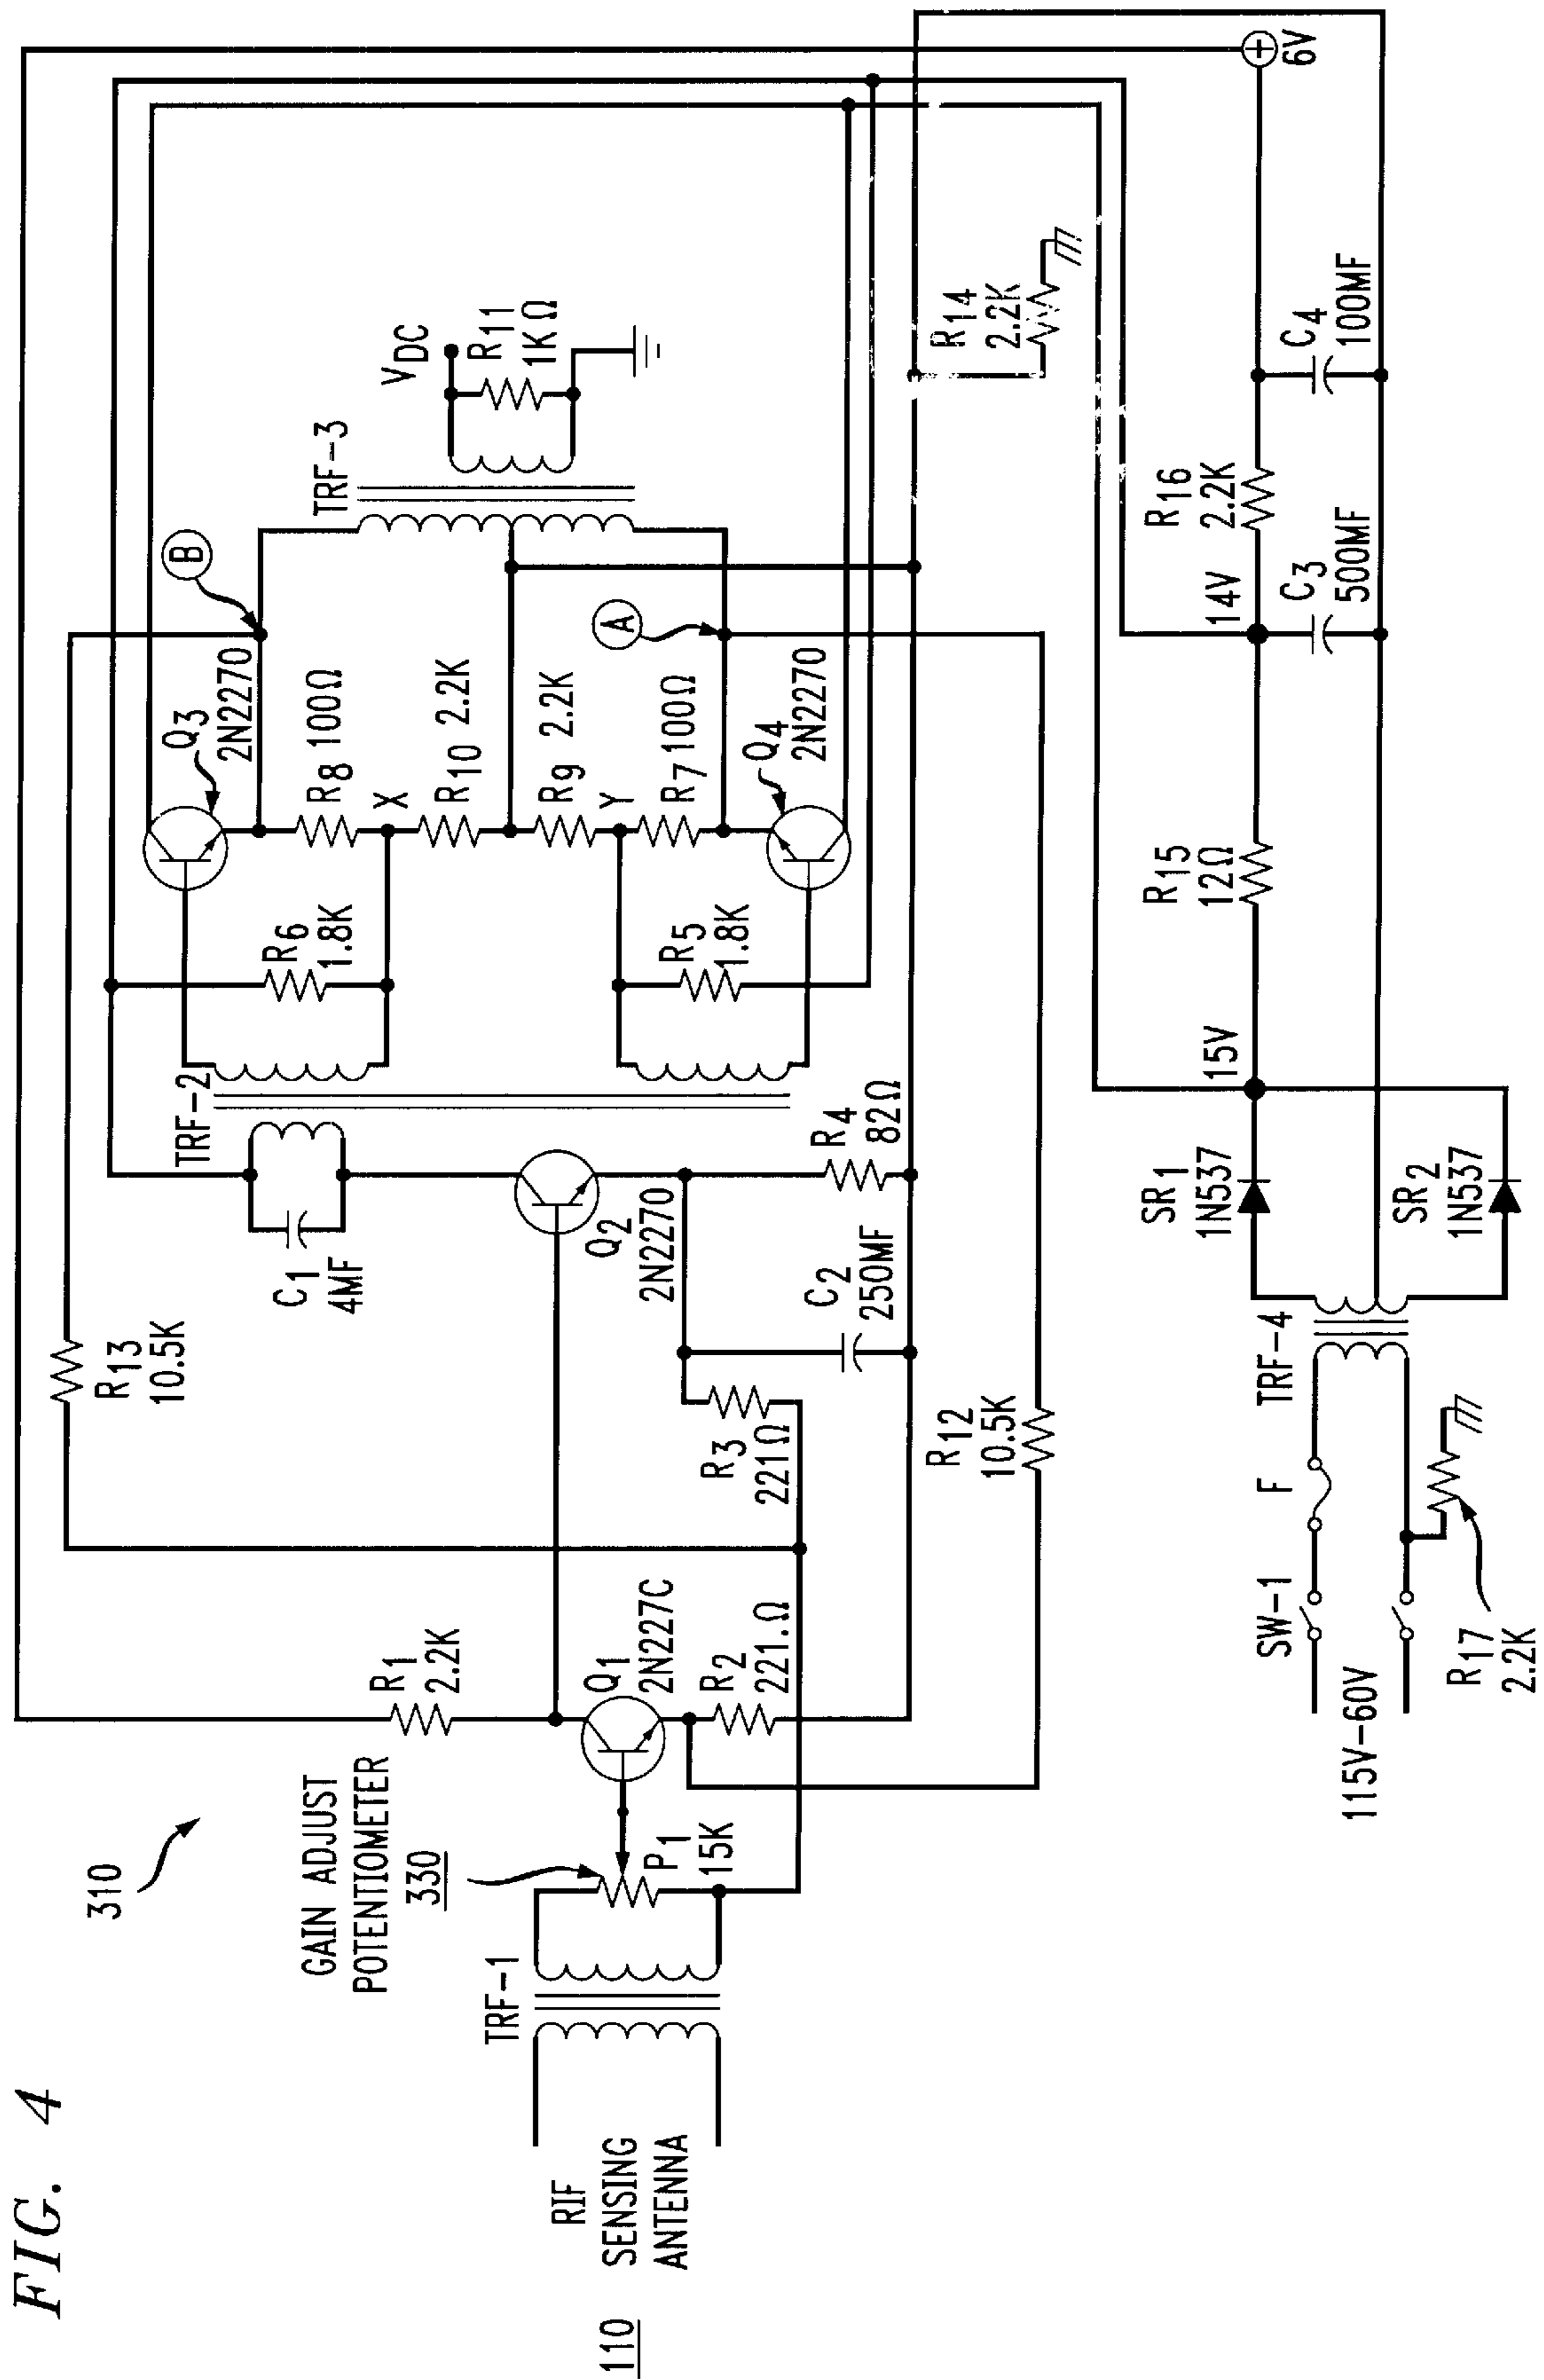 FIG. 4
310
110
RIF
SENSING
ANTENNA
TRF-1
GAIN ADJUST
POTENTIOMETER
330
P1
15K
R1
2.2K
Q1
2N227C
R2
221.Ω
R13
10.5K
R3
221Ω
R12
10.5K
C1
4MF
TRF-2
Q2
2N2270
C2
250MF
R4
82Ω
R6
1.8K
R5
1.8K
Q3
2N2270
R8 100Ω
X
R10 2.2K
R9 2.2K
Y
R7 100Ω
Q4
2N2270
B
A
TRF-3
VDC
R11
1KΩ
R14
2.2K
115V-60V
SW-1
F
R17
2.2K
TRF-4
SR1
1N537
SR2
1N537
15V
R15
12Ω
14V
C3
500MF
R16
2.2K
C4
100MF
+
6V